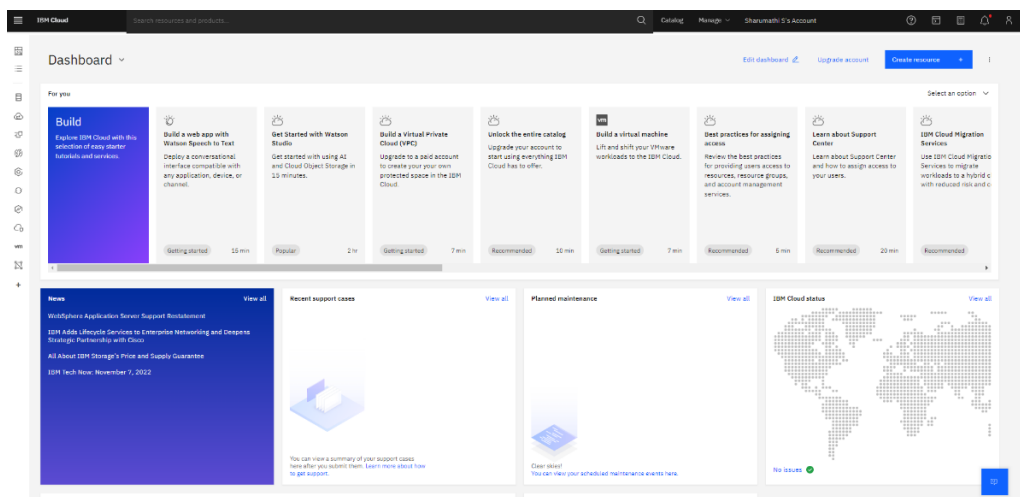 IBM Cloud
Search resources and products...
Catalog
Manage
Sharumathi S's Account
Dashboard
Edit dashboard
Upgrade account
Create resource +
For you
Select an option
Build
Explore IBM Cloud with this
selection of easy starter
tutorials and services.
Build a web app with
Watson Speech to Text
Deploy a conversational
interface compatible with
any application, device, or
channel.
Getting started
15 min
Get Started with Watson
Studio
Get started with using AI
and Cloud Object Storage in
15 minutes.
Popular
2 hr
Build a Virtual Private
Cloud (VPC)
Upgrade to a paid account
to create your your own
protected space in the IBM
Cloud.
Getting started
7 min
Unlock the entire catalog
Upgrade your account to
start using everything IBM
Cloud has to offer.
Recommended
10 min
vm
Build a virtual machine
Lift and shift your VMware
workloads to the IBM Cloud.
Getting started
7 min
Best practices for assigning
access
Review the best practices
for providing users access to
resources, resource groups,
and account management
services.
Recommended
5 min
Learn about Support
Center
Learn about Support Center
and how to assign access to
your users.
Recommended
25 min
IBM Cloud Migration
Services
Use IBM Cloud Migratio
Services to migrate
workloads to a hybrid c
with reduced risk and c
Recommended
vm
News
View all
WebSphere Application Server Support Restatement
IBM Adds Lifecycle Services to Enterprise Networking and Deepens
Strategic Partnership with Cisco
All About IBM Storage's Price and Supply Guarantee
IBM Tech Now: November 7, 2022
Recent support cases
View all
You can view a summary of your support cases
here after you submit them. Learn more about how
to get support.
Planned maintenance
View all
Clear skies!
You can view your scheduled maintenance events here.
IBM Cloud status
View all
No issues